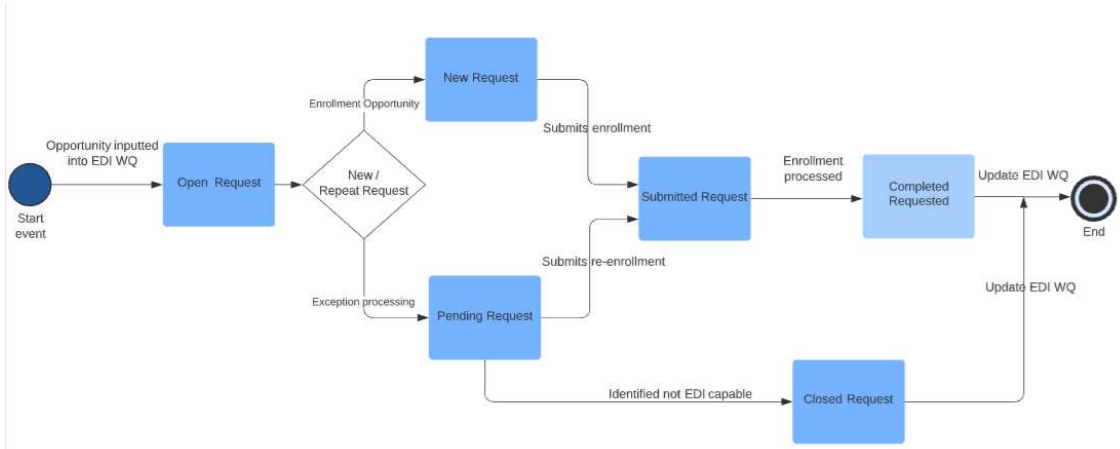 Opportunity inputted
into EDI WQ
Start
event
Open Request
New /
Repeat Request
Enrollment Opportunity
New Request
Submits enrollment
Exception processing
Pending Request
Submits re-enrollment
Submitted Request
Enrollment
processed
Completed
Requested
Update EDI WQ
End
Identified not EDI capable
Closed Request
Update EDI WQ